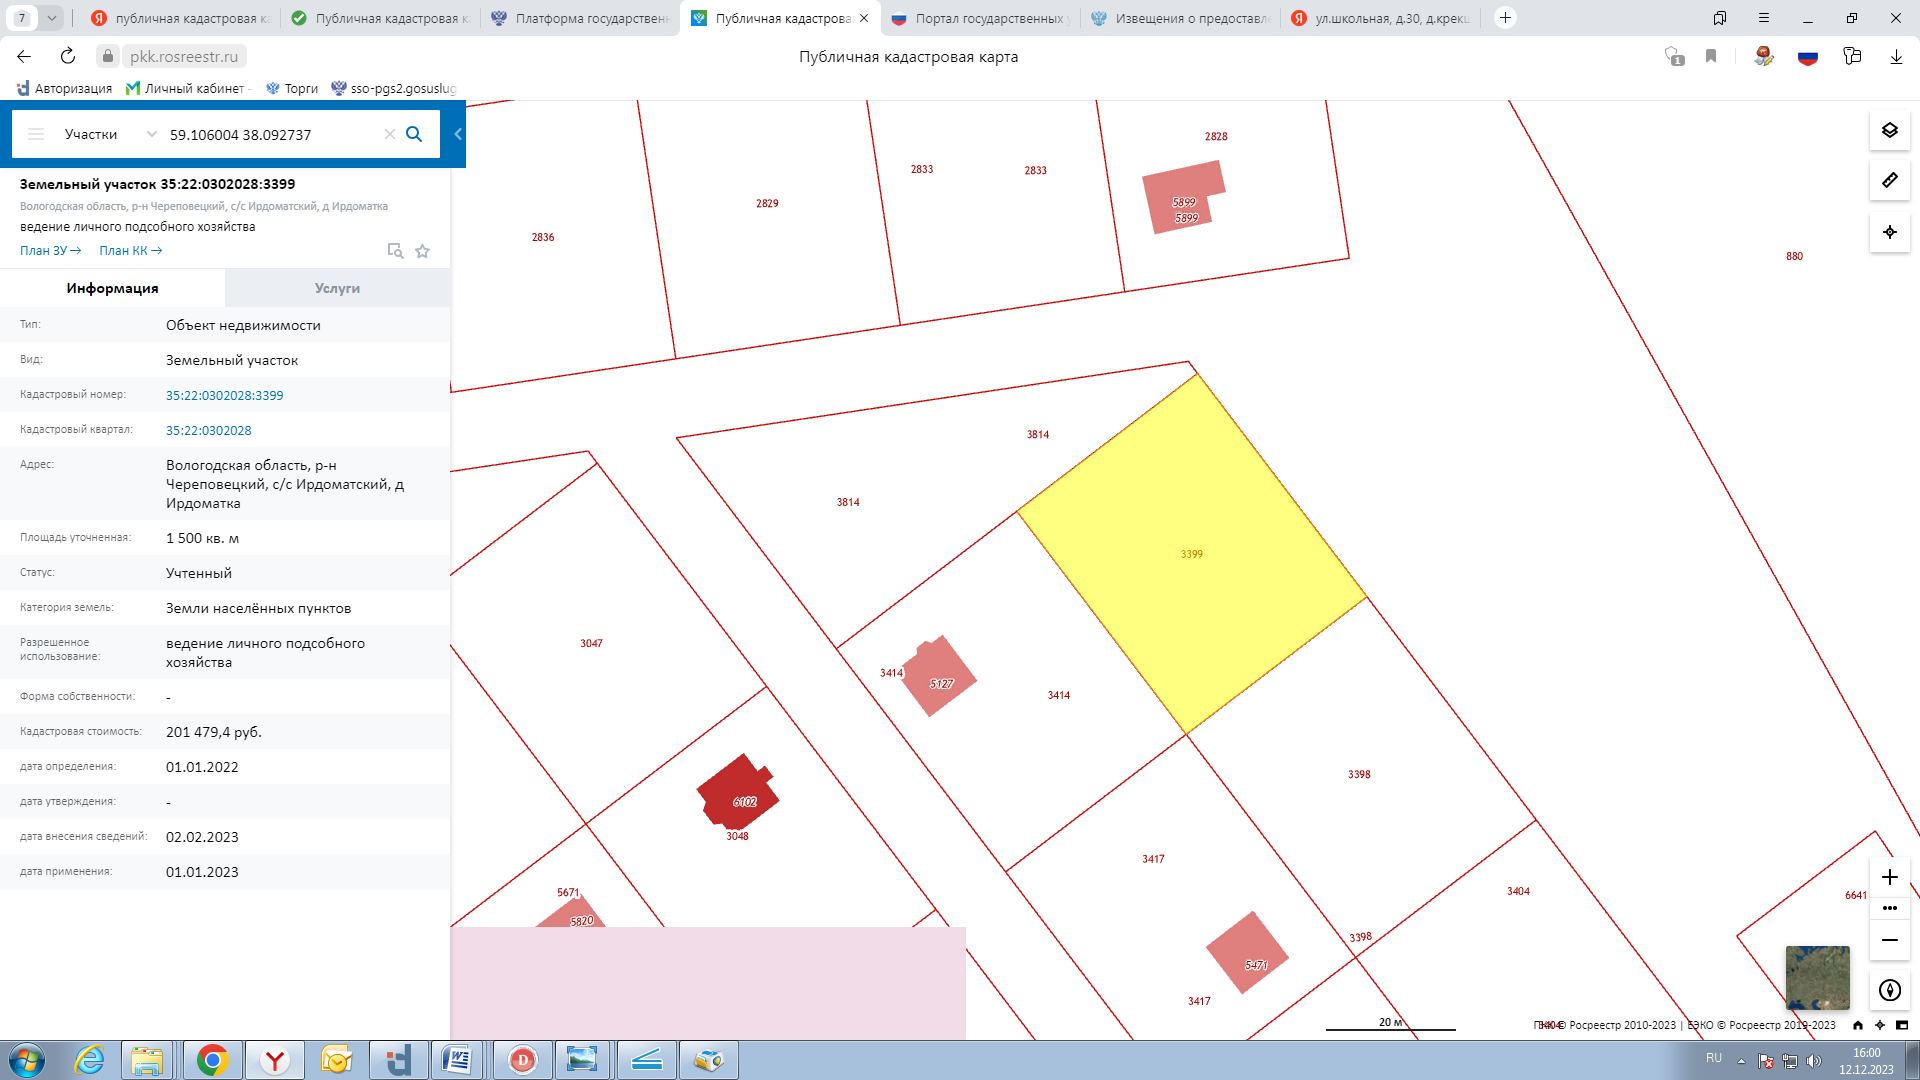 7
публичная кадастровая ка
Публичная кадастровая к
Платформа государственн
Публичная кадастрова
Портал государственных у
Извещения о предоставле
ул.школьная, д.30, д.крекш
pkk.rosreestr.ru
Публичная кадастровая карта
1
Авторизация
Личный кабинет -
Торги
sso-pgs2.gosuslug
Участки
59.106004 38.092737
Земельный участок 35:22:0302028:3399
Вологодская область, р-н Череповецкий, с/с Ирдоматский, д Ирдоматка
ведение личного подсобного хозяйства
План ЗУ →
План КК →
Информация
Услуги
Тип: Объект недвижимости
Вид: Земельный участок
Кадастровый номер: 35:22:0302028:3399
Кадастровый квартал: 35:22:0302028
Адрес: Вологодская область, р-н
Череповецкий, с/с Ирдоматский, д
Ирдоматка
Площадь уточненная: 1 500 кв. м
Статус: Учтенный
Категория земель: Земли населённых пунктов
Разрешенное
использование:
ведение личного подсобного
хозяйства
Форма собственности: -
Кадастровая стоимость: 201 479,4 руб.
дата определения: 01.01.2022
дата утверждения: -
дата внесения сведений: 02.02.2023
дата применения: 01.01.2023
2828
2833
2833
5899
5899
2829
2836
880
3814
3814
3399
3047
3414
5127
3414
3398
6102
3048
3417
5671
5820
3404
6641
3398
5471
3417
20 м
ПКК © Росреестр 2010-2023 | ЕЭКО © Росреестр 2019-2023
RU
16:00
12.12.2023